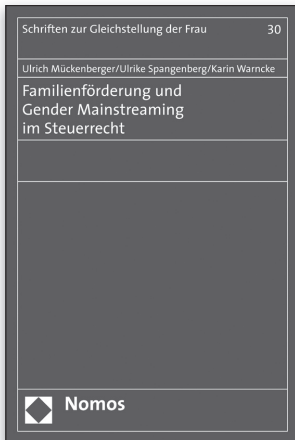 Schriften zur Gleichstellung der Frau 30
Ulrich Mückenberger/Ulrike Spangenberg/Karin Warncke
Familienförderung und
Gender Mainstreaming
im Steuerrecht
Nomos